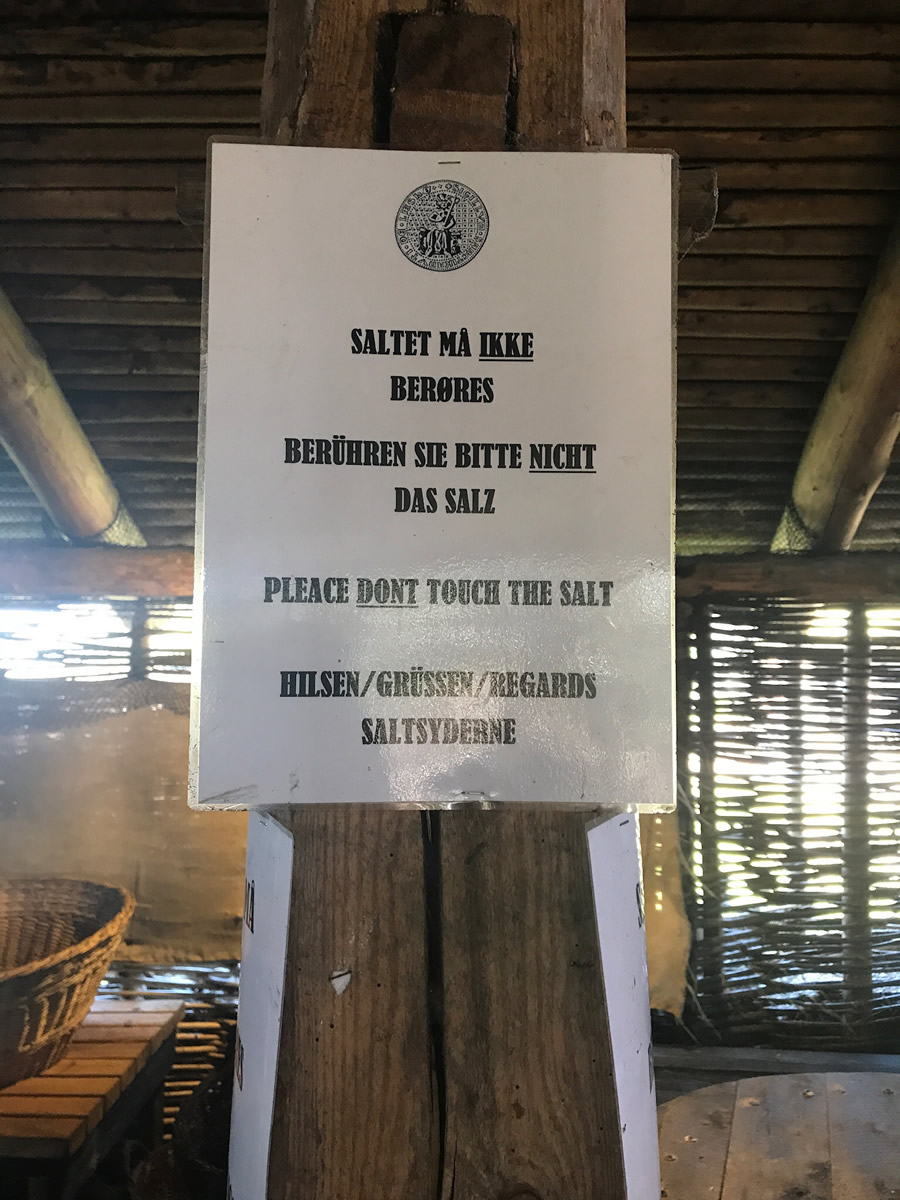 SALTET MÅ IKKE
BERØRES
BERÜHREN SIE BITTE NICHT
DAS SALZ
PLEACE DONT TOUCH THE SALT
HILSEN/GRÜSSEN/REGARDS
SALTSYDERNE